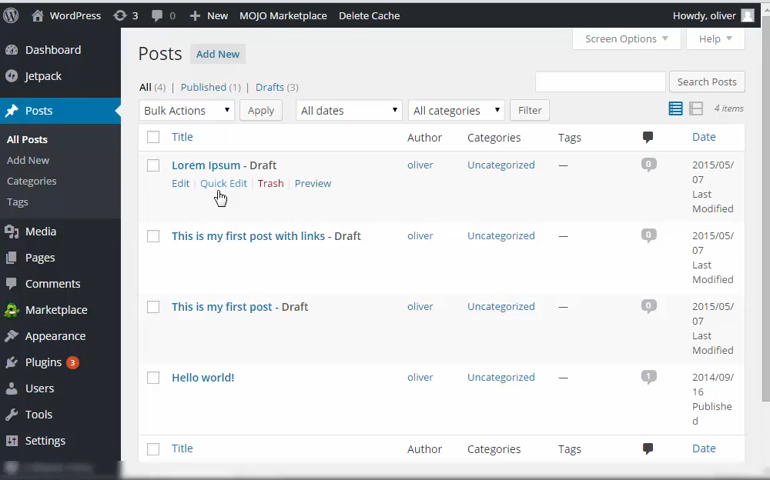 WordPress 3 0 + New MOJO Marketplace Delete Cache Howdy, oliver
Dashboard
Jetpack
Posts
All Posts
Add New
Categories
Tags
Media
Pages
Comments
Marketplace
Appearance
Plugins 3
Users
Tools
Settings
Screen Options Help
Posts Add New
All (4) | Published (1) | Drafts (3)
Search Posts
Bulk Actions Apply All dates All categories Filter 4 items
Title Author Categories Tags Date
Lorem Ipsum - Draft oliver Uncategorized — 0 2015/05/
07
Last
Modified
Edit | Quick Edit | Trash | Preview
This is my first post with links - Draft oliver Uncategorized — 0 2015/05/
07
Last
Modified
This is my first post - Draft oliver Uncategorized — 0 2015/05/
07
Last
Modified
Hello world! oliver Uncategorized — 1 2014/09/
16
Publishe
d
Title Author Categories Tags Date